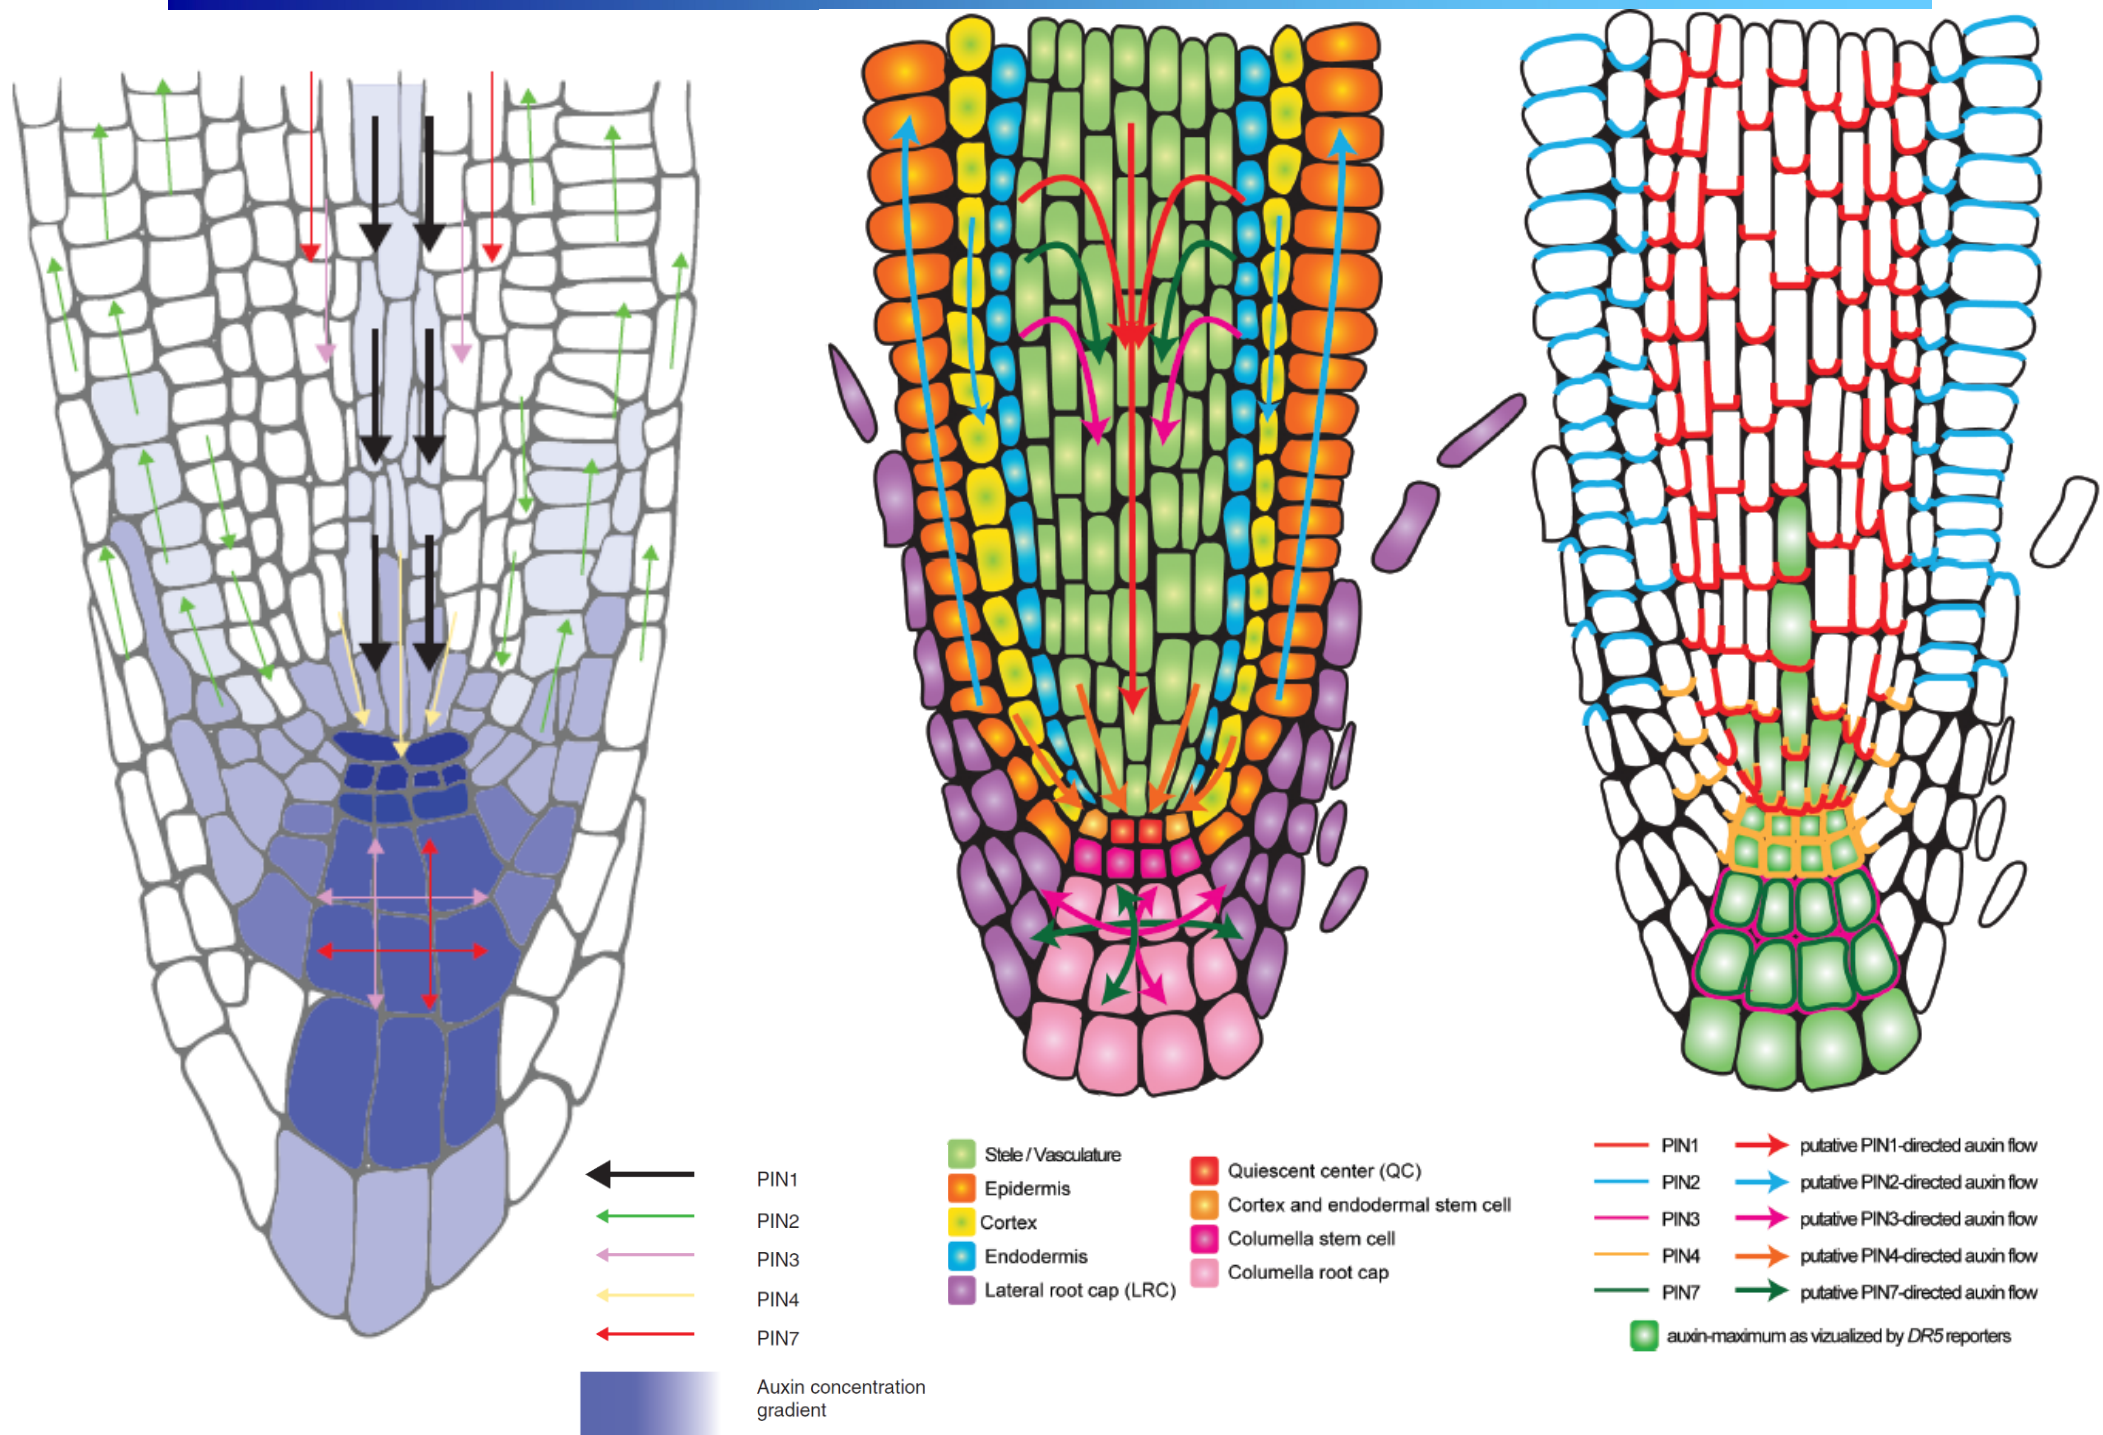 PIN1
PIN2
PIN3
PIN4
PIN7
Auxin concentration
gradient
Stele / Vasculature
Epidermis
Cortex
Endodermis
Lateral root cap (LRC)
Quiescent center (QC)
Cortex and endodermal stem cell
Columella stem cell
Columella root cap
PIN1 putative PIN1-directed auxin flow
PIN2 putative PIN2-directed auxin flow
PIN3 putative PIN3-directed auxin flow
PIN4 putative PIN4-directed auxin flow
PIN7 putative PIN7-directed auxin flow
auxin-maximum as vizualized by DR5 reporters